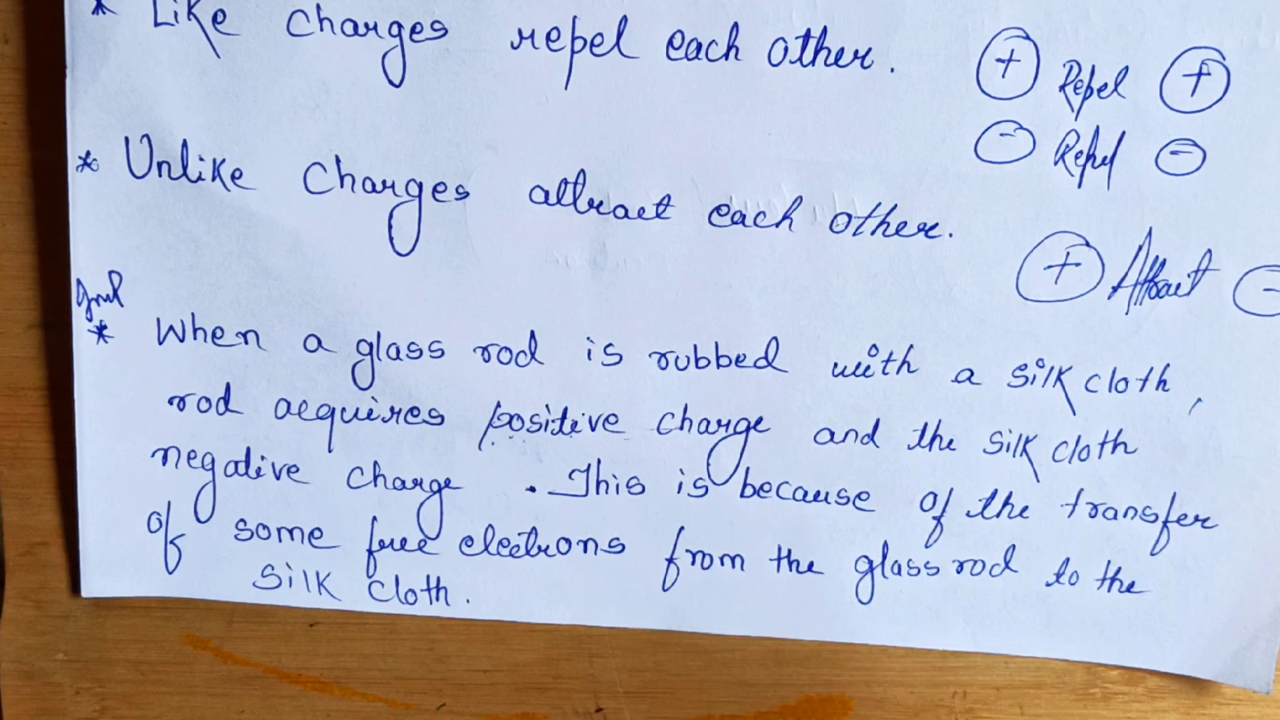 * Like charges repel each other.
+ Repel +
- Repel -
* Unlike charges attract each other.
+ Attract -
* When a glass rod is rubbed with a silk cloth,
rod acquires positive charge and the silk cloth
negative charge. This is because of the transfer
of some free electrons from the glass rod to the
silk cloth.